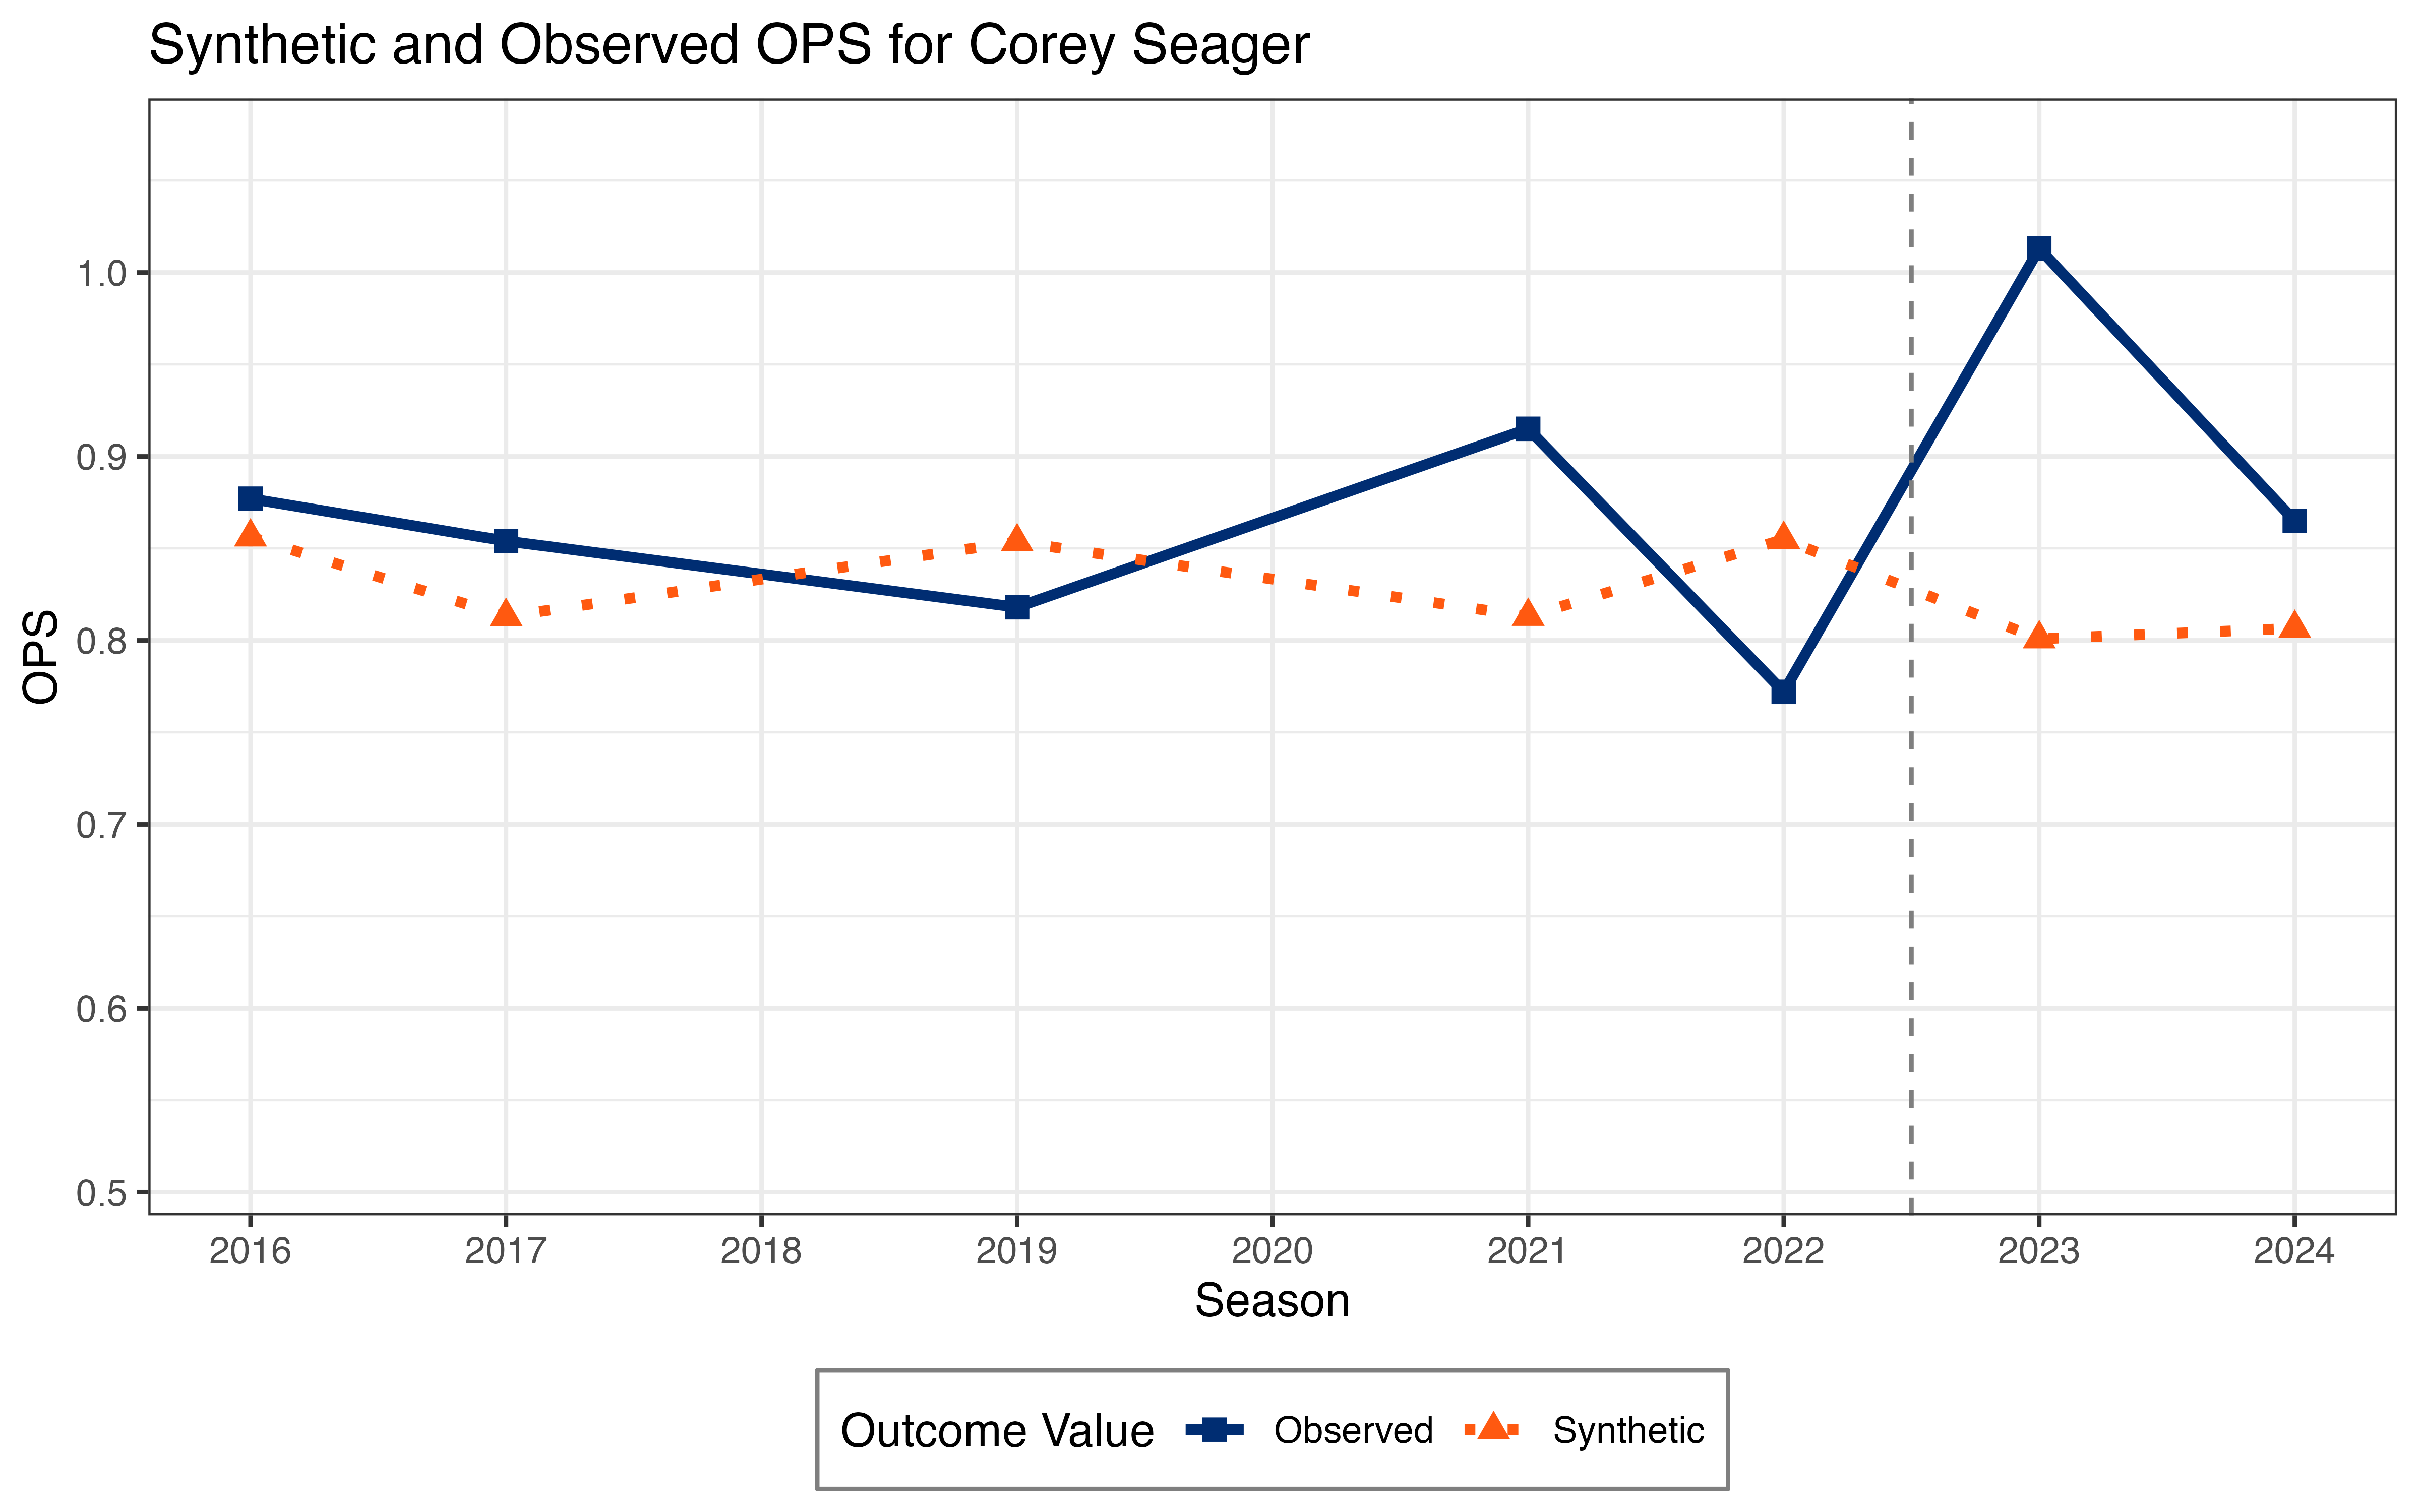 Synthetic and Observed OPS for Corey Seager
OPS
1.0
0.9
0.8
0.7
0.6
0.5
2016 2017 2018 2019 2020 2021 2022 2023 2024
Season
Outcome Value Observed Synthetic